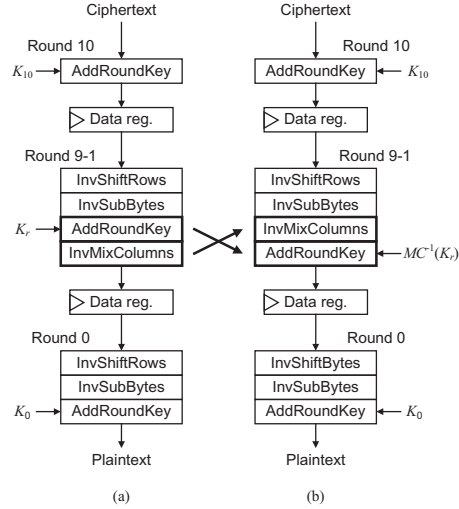 Ciphertext
Round 10
K10
AddRoundKey
Data reg.
Round 9-1
InvShiftRows
InvSubBytes
Kr
AddRoundKey
InvMixColumns
Data reg.
Round 0
InvShiftRows
InvSubBytes
K0
AddRoundKey
Plaintext
(a)
Ciphertext
Round 10
AddRoundKey
K10
Data reg.
Round 9-1
InvShiftRows
InvSubBytes
InvMixColumns
AddRoundKey
MC⁻¹(Kr)
Data reg.
Round 0
InvShiftBytes
InvSubBytes
AddRoundKey
K0
Plaintext
(b)